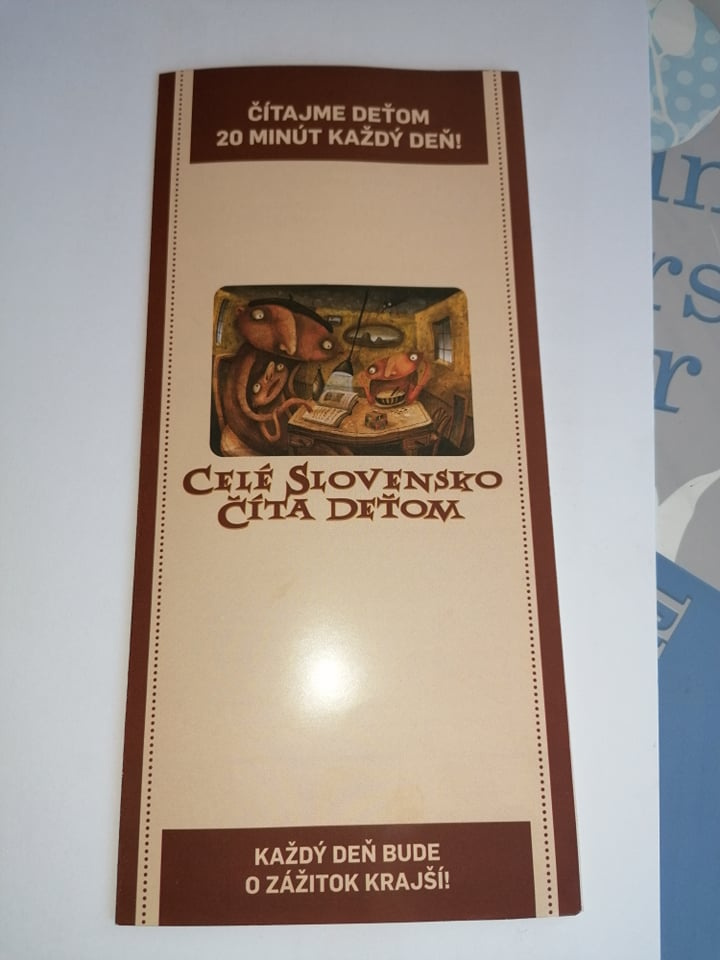 ČÍTAJME DEŤOM
20 MINÚT KAŽDÝ DEŇ!
CELÉ SLOVENSKO
ČÍTA DEŤOM
KAŽDÝ DEŇ BUDE
O ZÁŽITOK KRAJŠÍ!